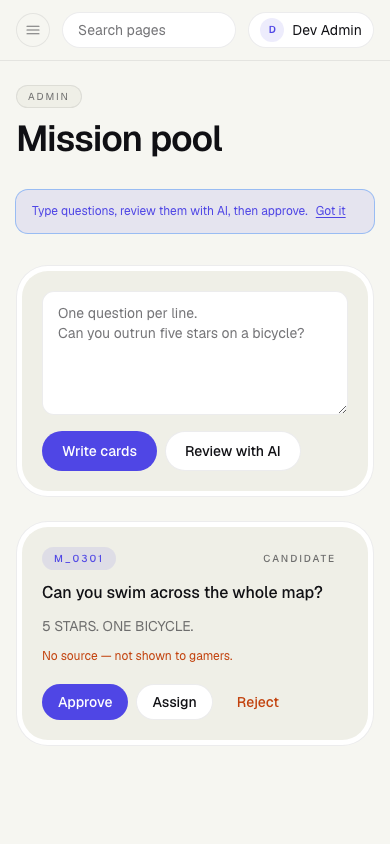 Search pages
D
Dev Admin
ADMIN
Mission pool
Type questions, review them with AI, then approve. Got it
One question per line.
Can you outrun five stars on a bicycle?
Write cards
Review with AI
M_0301
CANDIDATE
Can you swim across the whole map?
5 STARS. ONE BICYCLE.
No source — not shown to gamers.
Approve
Assign
Reject